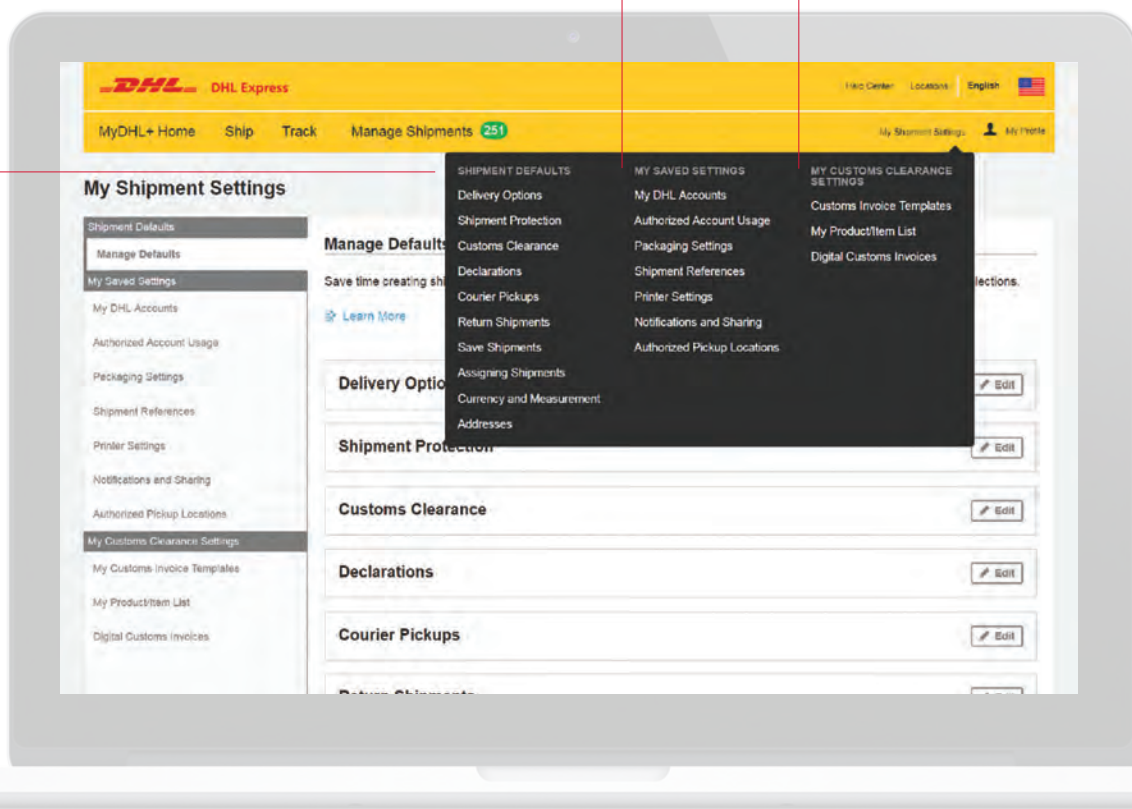 DHL DHL Express
Help Center Locations English
MyDHL+ Home Ship Track Manage Shipments 251
My Shipment Settings My Profile
My Shipment Settings
Shipment Defaults
Manage Defaults
My Saved Settings
My DHL Accounts
Authorized Account Usage
Packaging Settings
Shipment References
Printer Settings
Notifications and Sharing
Authorized Pickup Locations
My Customs Clearance Settings
My Customs Invoice Templates
My Product/Item List
Digital Customs Invoices
SHIPMENT DEFAULTS
Delivery Options
Shipment Protection
Customs Clearance
Declarations
Courier Pickups
Return Shipments
Save Shipments
Assigning Shipments
Currency and Measurement
Addresses
MY SAVED SETTINGS
My DHL Accounts
Authorized Account Usage
Packaging Settings
Shipment References
Printer Settings
Notifications and Sharing
Authorized Pickup Locations
MY CUSTOMS CLEARANCE
SETTINGS
Customs Invoice Templates
My Product/Item List
Digital Customs Invoices
Manage Defaults
Save time creating
Learn More
Delivery Optio
Edit
Shipment Protection
Edit
Customs Clearance
Edit
Declarations
Edit
Courier Pickups
Edit